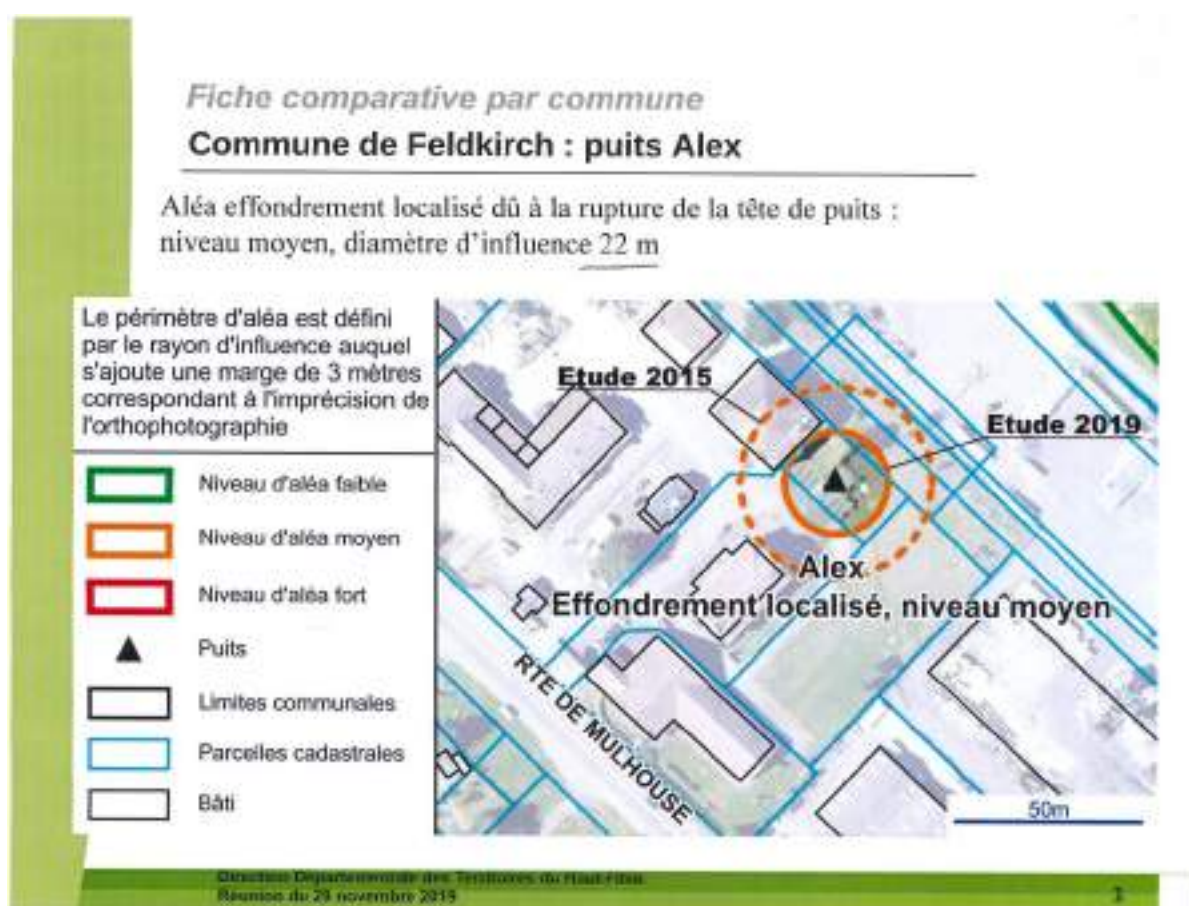 Fiche comparative par commune
Commune de Feldkirch : puits Alex
Aléa effondrement localisé dû à la rupture de la tête de puits :
niveau moyen, diamètre d'influence 22 m
Le périmètre d'aléa est défini
par le rayon d'influence auquel
s'ajoute une marge de 3 mètres
correspondant à l'imprécision de
l'orthophotographie
Niveau d'aléa faible
Niveau d'aléa moyen
Niveau d'aléa fort
Puits
Limites communales
Parcelles cadastrales
Bâti
Etude 2015
Etude 2019
Alex
Effondrement localisé, niveau moyen
RTE DE MULHOUSE
50m
Direction Départementale des Territoires du Haut-Rhin
Réunion du 29 novembre 2019
3